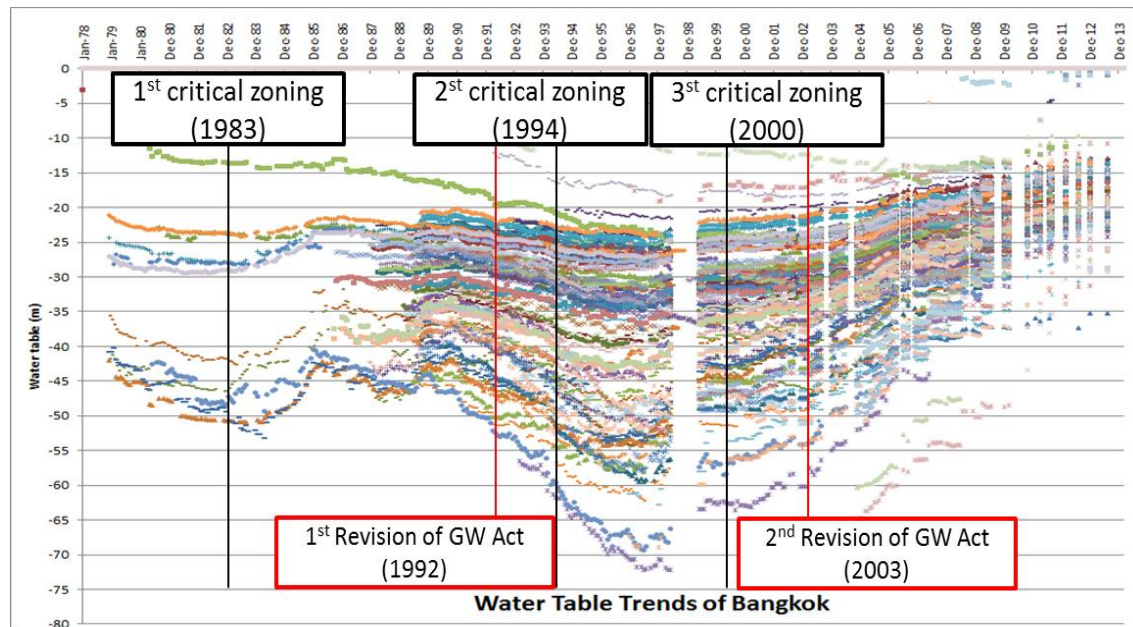 Jan-78 Jan-79 Jan-80 Dec-80 Dec-81 Dec-82 Dec-83 Dec-84 Dec-85 Dec-86 Dec-87 Dec-88 Dec-89 Dec-90 Dec-91 Dec-92 Dec-93 Dec-94 Dec-95 Dec-96 Dec-97 Dec-98 Dec-99 Dec-00 Dec-01 Dec-02 Dec-03 Dec-04 Dec-05 Dec-06 Dec-07 Dec-08 Dec-09 Dec-10 Dec-11 Dec-12 Dec-13
0
-5
-10
-15
-20
-25
-30
-35
-40
-45
-50
-55
-60
-65
-70
-75
-80
Water table (m)
1st critical zoning
(1983)
2st critical zoning
(1994)
3st critical zoning
(2000)
1st Revision of GW Act
(1992)
2nd Revision of GW Act
(2003)
Water Table Trends of Bangkok